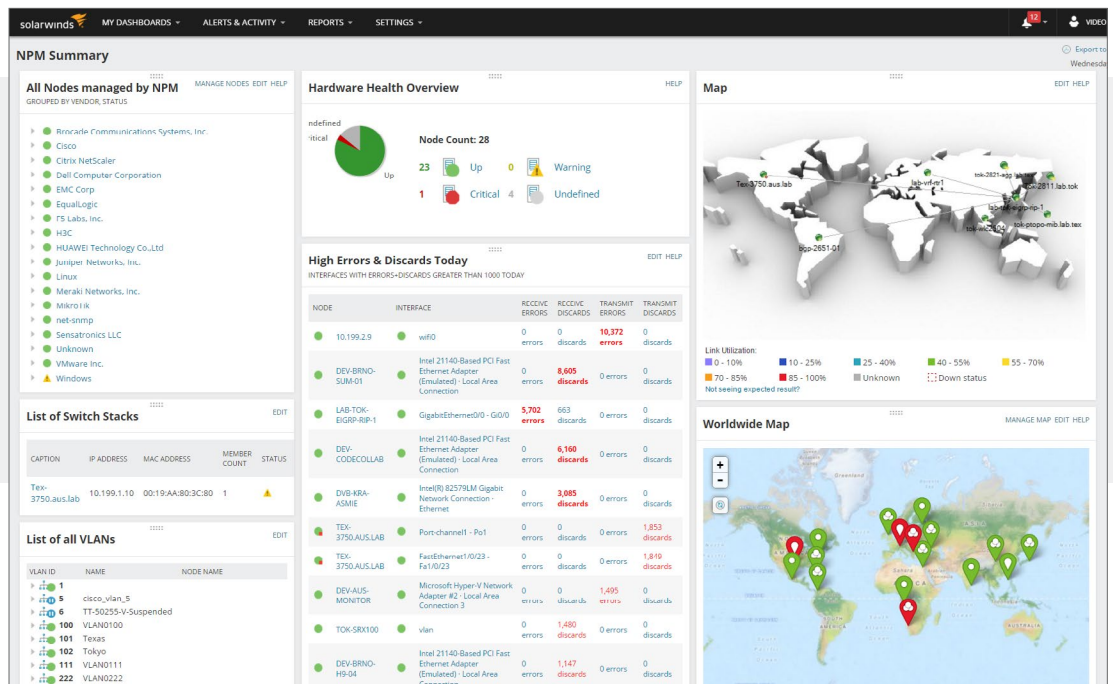 solarwinds MY DASHBOARDS ALERTS & ACTIVITY REPORTS SETTINGS 12 VIDEO
NPM Summary
Export to
Wednesda
All Nodes managed by NPM MANAGE NODES EDIT HELP
GROUPED BY VENDOR, STATUS
Brocade Communications Systems, Inc.
Cisco
Citrix NetScaler
Dell Computer Corporation
EMC Corp
EqualLogic
F5 Labs, Inc.
H3C
HUAWEI Technology Co.,Ltd
Juniper Networks, Inc.
Linux
Meraki Networks, Inc.
MikroTik
net-snmp
Sensatronics LLC
Unknown
VMware Inc.
Windows
List of Switch Stacks EDIT
CAPTION IP ADDRESS MAC ADDRESS MEMBER COUNT STATUS
Tex-
3750.aus.lab 10.199.1.10 00:19:AA:80:3C:80 1
List of all VLANs EDIT
VLAN ID NAME NODE NAME
1
5 cisco_vlan_5
6 TT-50255-V-Suspended
100 VLAN0100
101 Texas
102 Tokyo
111 VLAN0111
222 VLAN0222
Hardware Health Overview HELP
ndefined
ritical
Up
Node Count: 28
23 Up 0 Warning
1 Critical 4 Undefined
High Errors & Discards Today EDIT HELP
INTERFACES WITH ERRORS+DISCARDS GREATER THAN 1000 TODAY
NODE INTERFACE RECEIVE ERRORS RECEIVE DISCARDS TRANSMIT ERRORS TRANSMIT DISCARDS
10.199.2.9 wifi0 0 errors 0 discards 10,372 errors 0 discards
DEV-BRNO-SUM-01 Intel 21140-Based PCI Fast Ethernet Adapter (Emulated) - Local Area Connection 0 errors 8,605 discards 0 errors 0 discards
LAB-TOK-EIGRP-RIP-1 GigabitEthernet0/0 - Gi0/0 5,702 errors 663 discards 0 errors 0 discards
DEV-CODECOLLAB Intel 21140-Based PCI Fast Ethernet Adapter (Emulated) - Local Area Connection 0 errors 6,160 discards 0 errors 0 discards
DVB-KRA-ASMIE Intel(R) 82579LM Gigabit Network Connection - Ethernet 0 errors 3,085 discards 0 errors 0 discards
TEX-3750.AUS.LAB Port-channel1 - Po1 0 errors 0 discards 0 errors 1,853 discards
TEX-3750.AUS.LAB FastEthernet1/0/23 - Fa1/0/23 0 errors 0 discards 0 errors 1,849 discards
DEV-AUS-MONITOR Microsoft Hyper-V Network Adapter #2 - Local Area Connection 3 0 errors 0 discards 1,495 errors 0 discards
TOK-SRX100 vlan 0 errors 1,480 discards 0 errors 0 discards
DEV-BRNO-H9-04 Intel 21140-Based PCI Fast Ethernet Adapter (Emulated) - Local Area Connection 0 errors 1,147 discards 0 errors 0 discards
Map EDIT HELP
Tex-3750.aus.lab
lab-vrf-rtr1
tok-2811.lab.tok
tok-ptopo-mib.lab.tex
bgp-2651-01
Link Utilization:
0 - 10% 10 - 25% 25 - 40% 40 - 55% 55 - 70%
70 - 85% 85 - 100% Unknown Down status
Not seeing expected result?
Worldwide Map MANAGE MAP EDIT HELP
+
-
Greenland
ASIA
AUSTRALIA